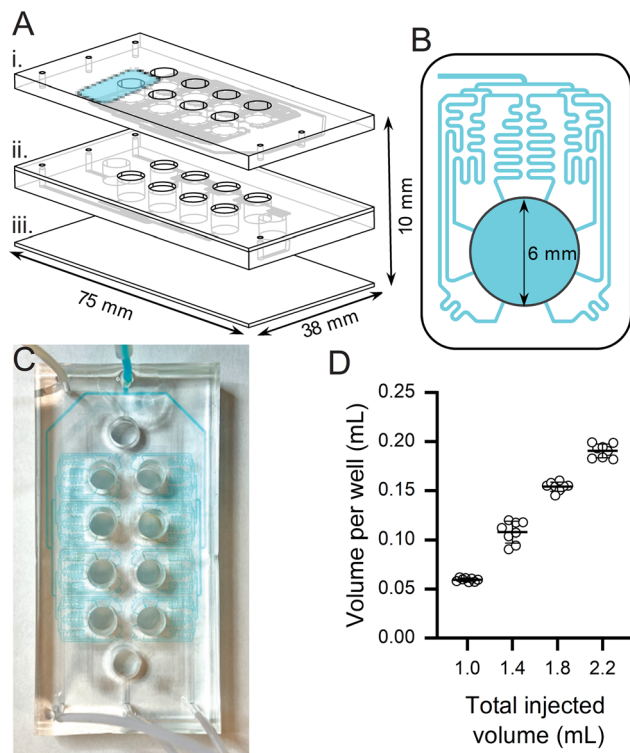 A
i.
ii.
iii.
75 mm
38 mm
10 mm
B
6 mm
C
D
Volume per well (mL)
0.25
0.20
0.15
0.10
0.05
0.00
1.0 1.4 1.8 2.2
Total injected
volume (mL)